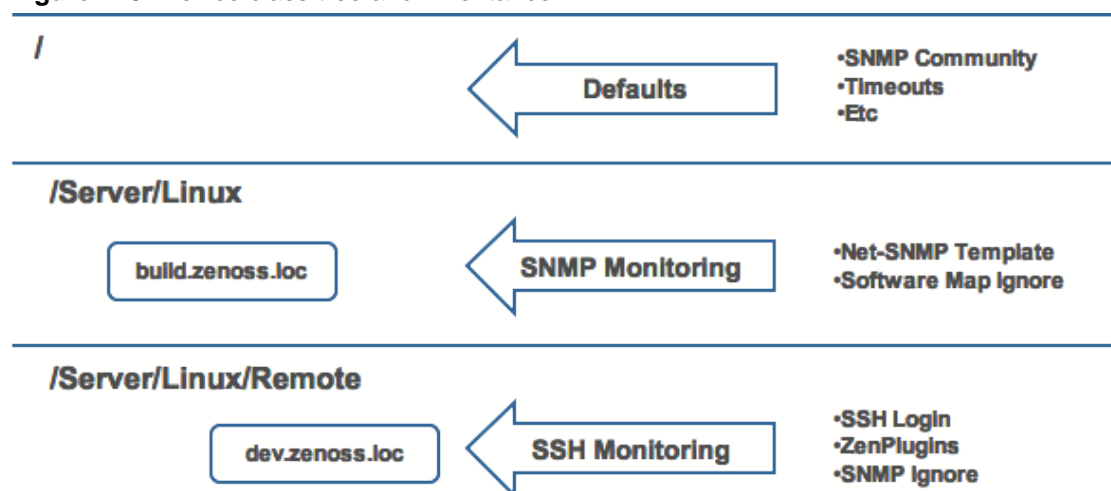 /
Defaults
•SNMP Community
•Timeouts
•Etc
/Server/Linux
build.zenoss.loc
SNMP Monitoring
•Net-SNMP Template
•Software Map Ignore
/Server/Linux/Remote
dev.zenoss.loc
SSH Monitoring
•SSH Login
•ZenPlugins
•SNMP Ignore